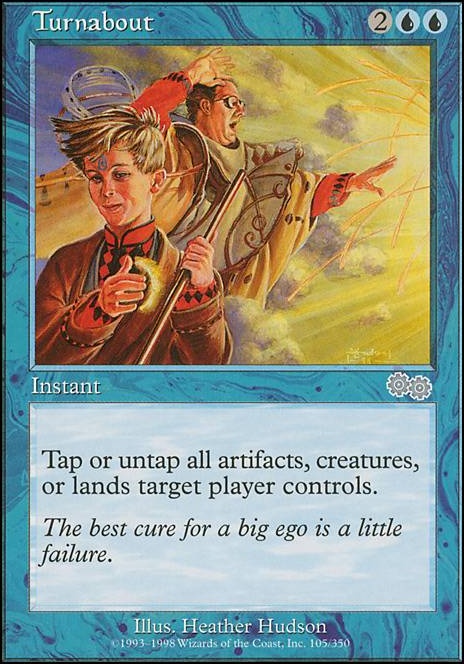 Turnabout 2
Instant
Tap or untap all artifacts, creatures,
or lands target player controls.
The best cure for a big ego is a little
failure.
Illus. Heather Hudson
©1993–1998 Wizards of the Coast, Inc. 105/350